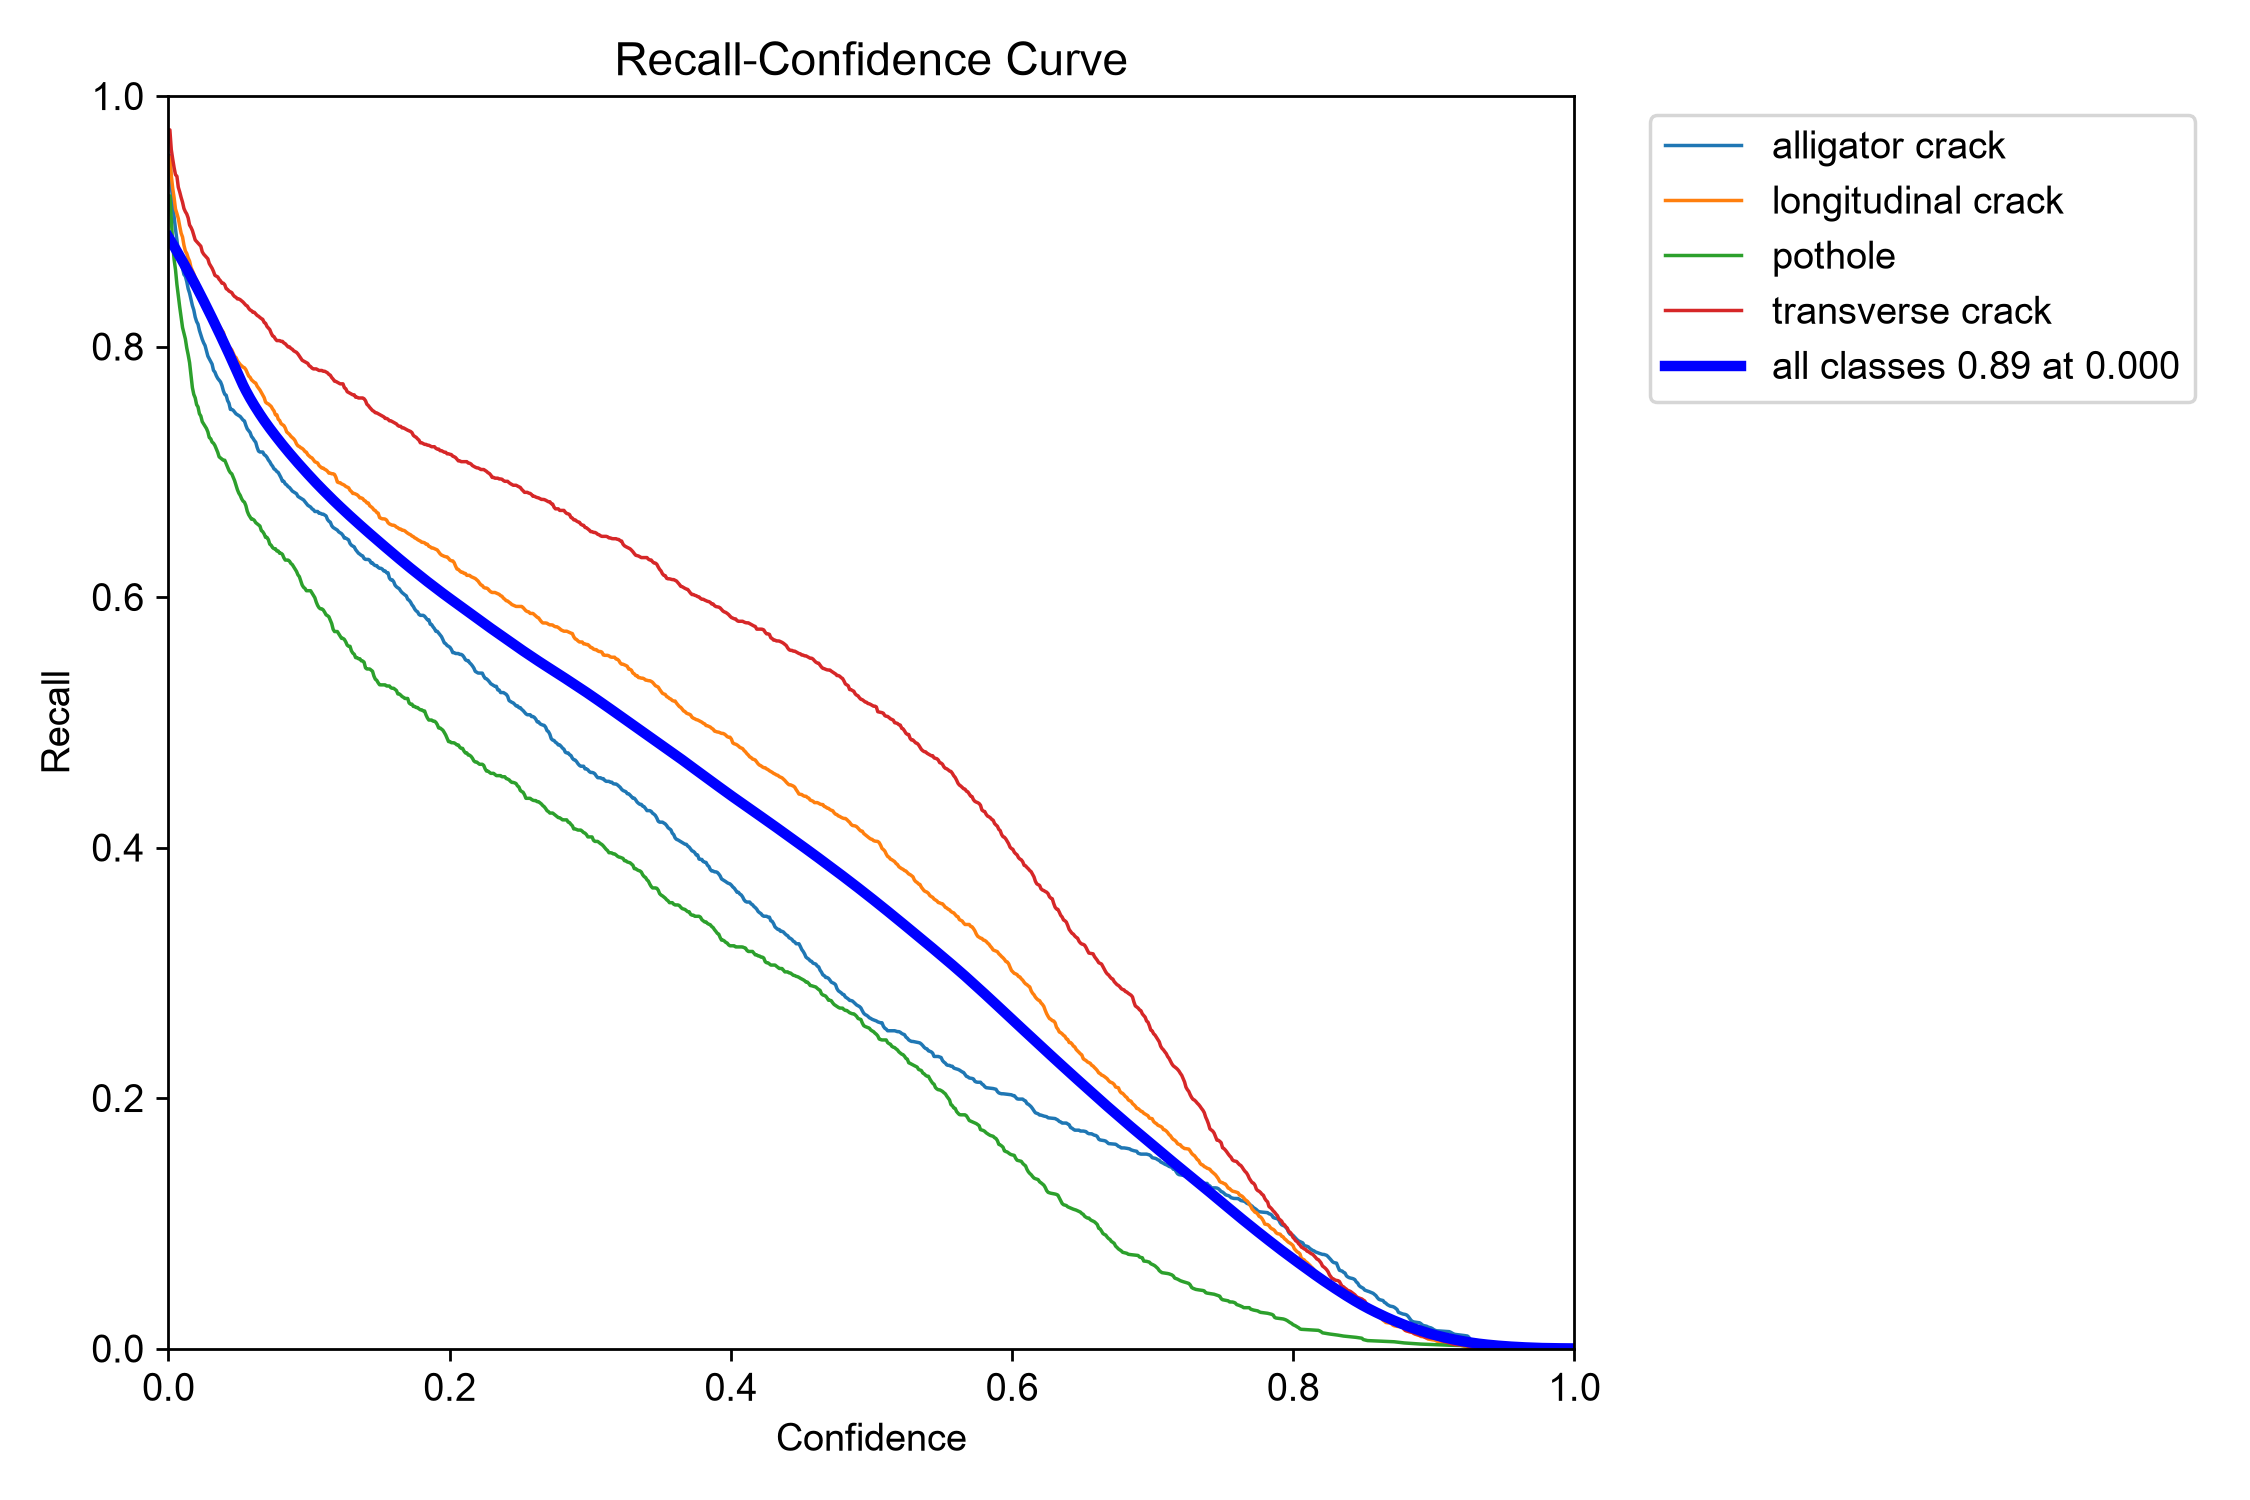 Recall-Confidence Curve
1.0
0.8
0.6
0.4
0.2
0.0
Recall
0.0 0.2 0.4 0.6 0.8 1.0
Confidence
alligator crack
longitudinal crack
pothole
transverse crack
all classes 0.89 at 0.000